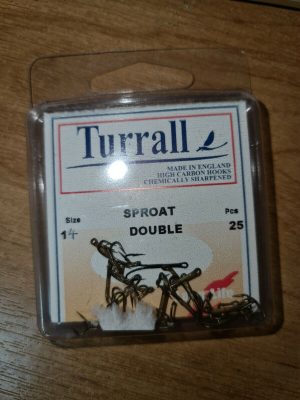 Turrall
MADE IN ENGLAND
HIGH CARBON HOOKS
CHEMICALLY SHARPENED
Size
14
SPROAT
DOUBLE
Pcs
25